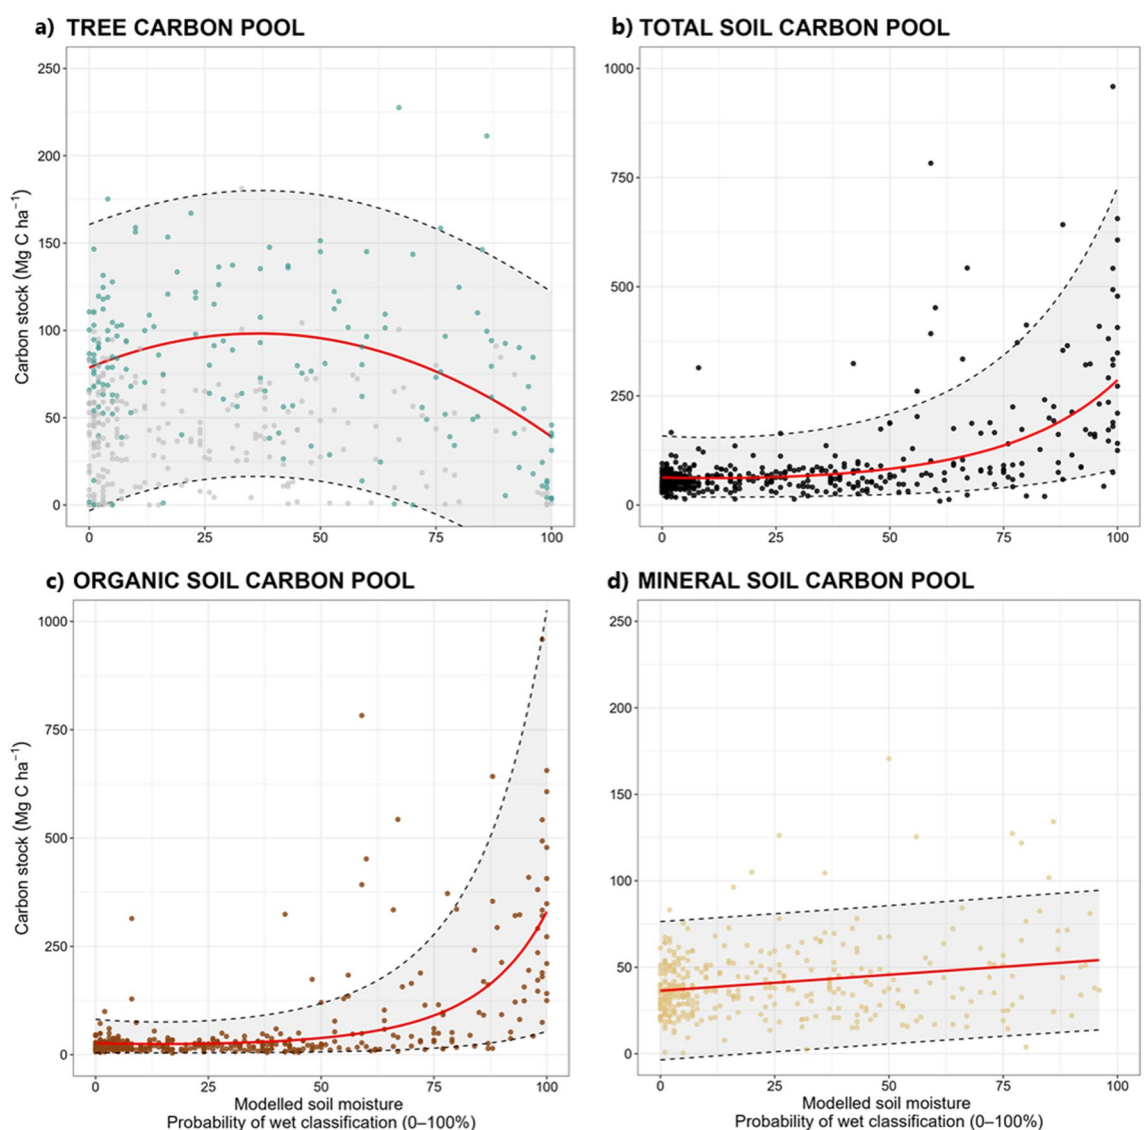 a) TREE CARBON POOL
b) TOTAL SOIL CARBON POOL
Carbon stock (Mg C ha⁻¹)
250
200
150
100
50
0
0 25 50 75 100
1000
750
500
250
0
0 25 50 75 100
c) ORGANIC SOIL CARBON POOL
d) MINERAL SOIL CARBON POOL
Carbon stock (Mg C ha⁻¹)
1000
750
500
250
0
0 25 50 75 100
Modelled soil moisture
Probability of wet classification (0–100%)
250
200
150
100
50
0
0 25 50 75 100
Modelled soil moisture
Probability of wet classification (0–100%)